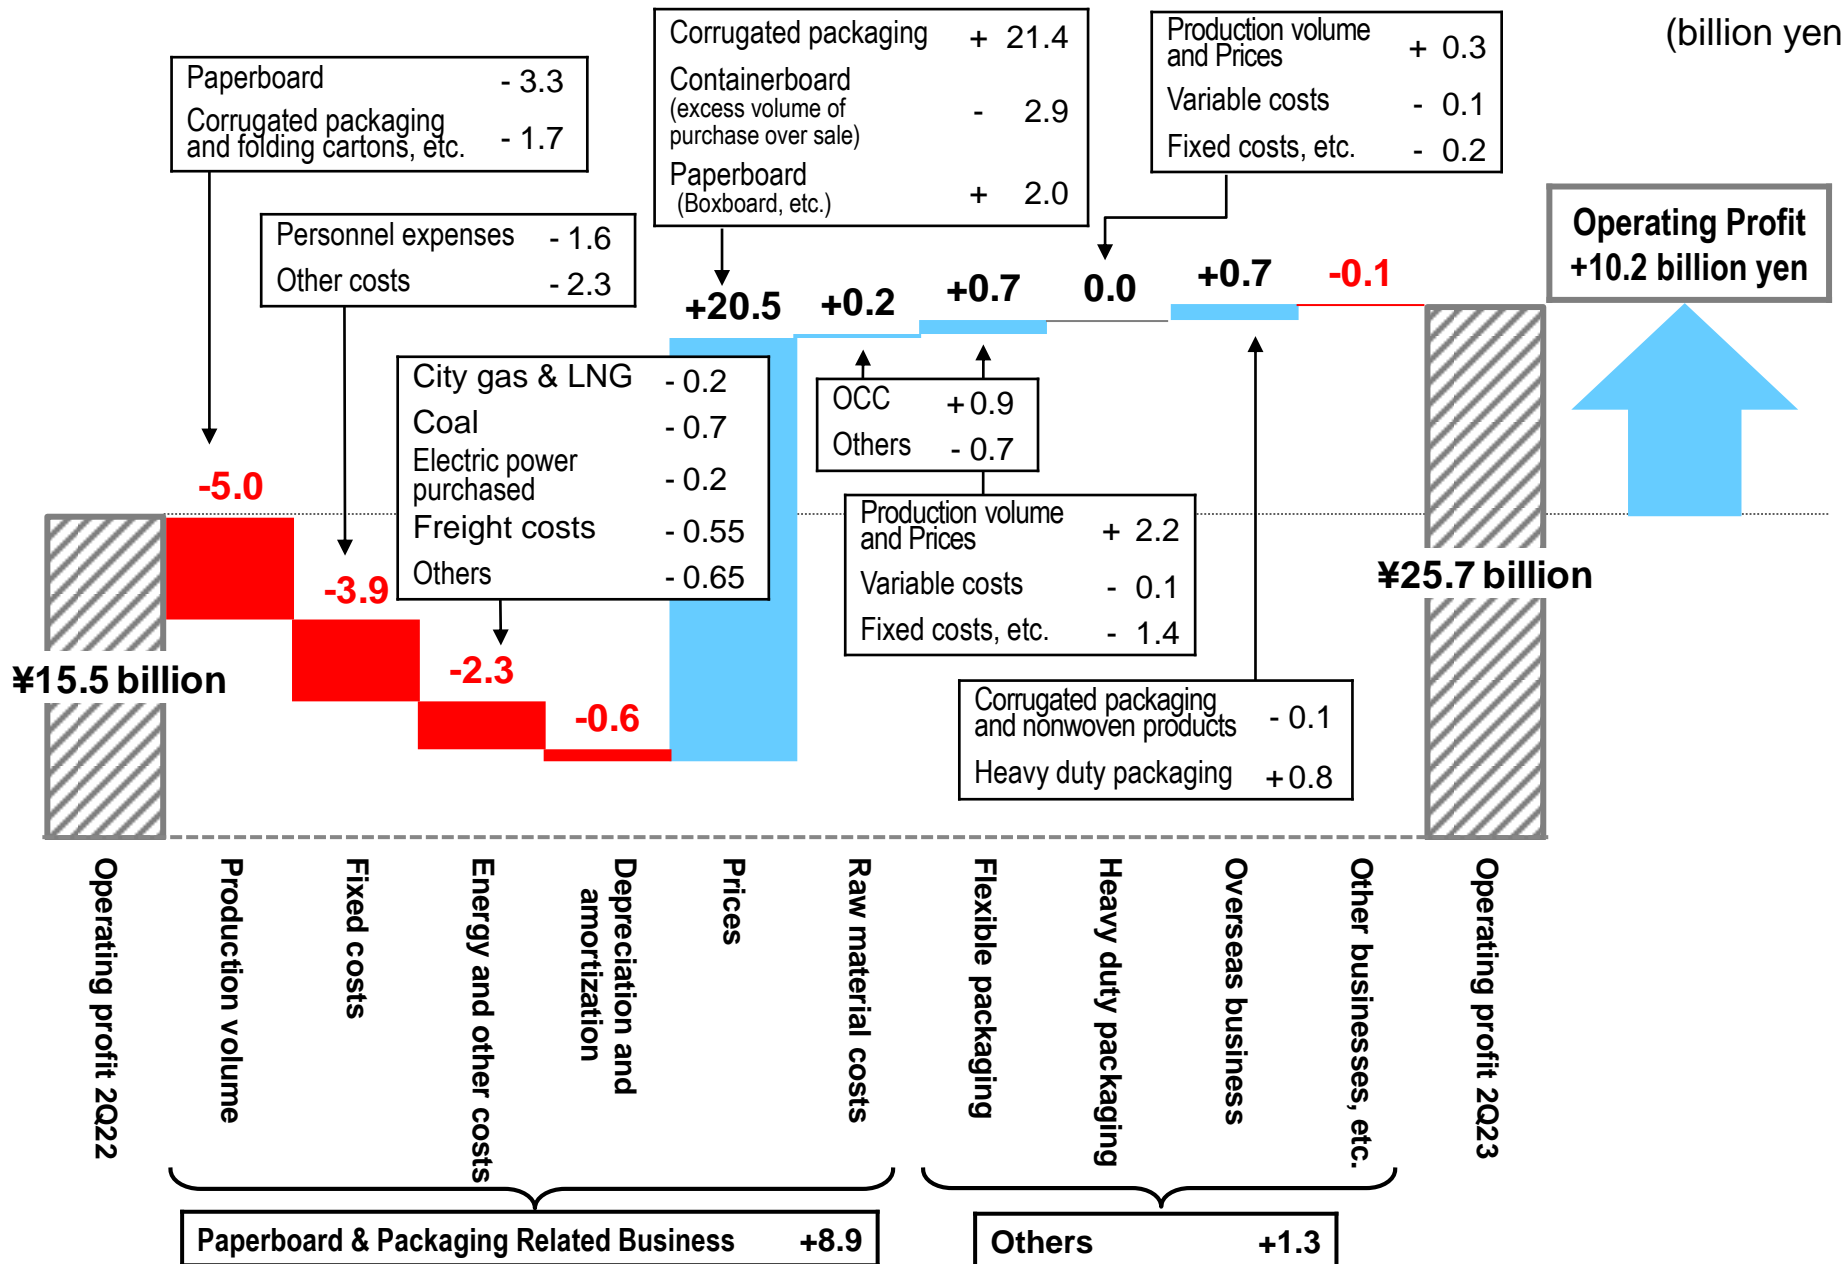 (billion yen
Paperboard - 3.3
Corrugated packaging
and folding cartons, etc. - 1.7
Corrugated packaging + 21.4
Containerboard
(excess volume of
purchase over sale) - 2.9
Paperboard
(Boxboard, etc.) + 2.0
Production volume
and Prices + 0.3
Variable costs - 0.1
Fixed costs, etc. - 0.2
Operating Profit
+10.2 billion yen
Personnel expenses - 1.6
Other costs - 2.3
+20.5
+0.2
+0.7
0.0
+0.7
-0.1
City gas & LNG - 0.2
Coal - 0.7
Electric power
purchased - 0.2
Freight costs - 0.55
Others - 0.65
OCC + 0.9
Others - 0.7
-5.0
-3.9
-2.3
-0.6
Production volume
and Prices + 2.2
Variable costs - 0.1
Fixed costs, etc. - 1.4
¥25.7 billion
¥15.5 billion
Corrugated packaging
and nonwoven products - 0.1
Heavy duty packaging + 0.8
Operating profit 2Q22
Production volume
Fixed costs
Energy and other costs
Depreciation and
amortization
Prices
Raw material costs
Flexible packaging
Heavy duty packaging
Overseas business
Other businesses, etc.
Operating profit 2Q23
Paperboard & Packaging Related Business +8.9
Others +1.3